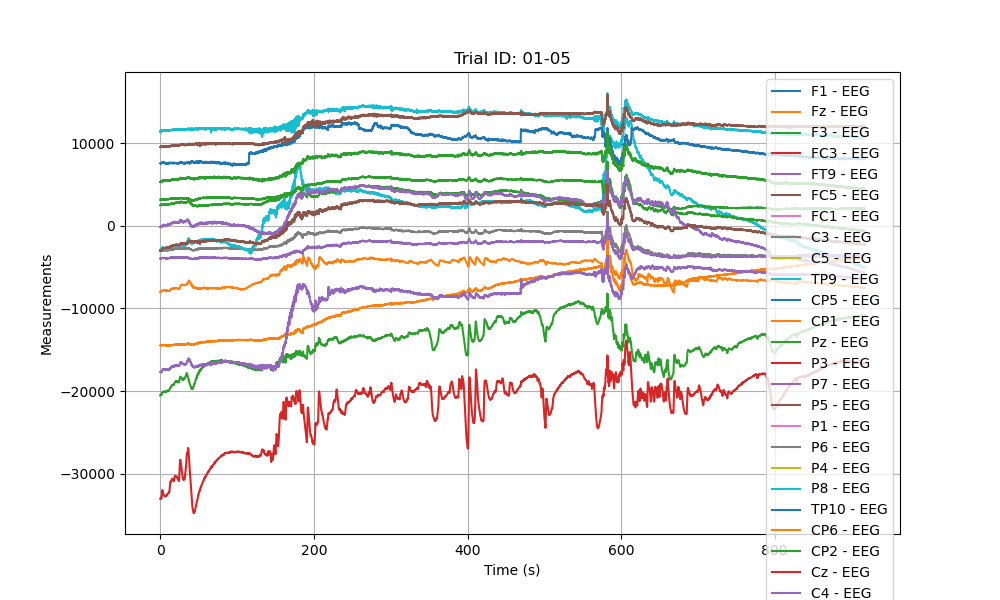 Trial ID: 01-05
Measurements
10000
0
−10000
−20000
−30000
0
200
400
600
800
Time (s)
F1 - EEG
Fz - EEG
F3 - EEG
FC3 - EEG
FT9 - EEG
FC5 - EEG
FC1 - EEG
C3 - EEG
C5 - EEG
TP9 - EEG
CP5 - EEG
CP1 - EEG
Pz - EEG
P3 - EEG
P7 - EEG
P5 - EEG
P1 - EEG
P6 - EEG
P4 - EEG
P8 - EEG
TP10 - EEG
CP6 - EEG
CP2 - EEG
Cz - EEG
C4 - EEG